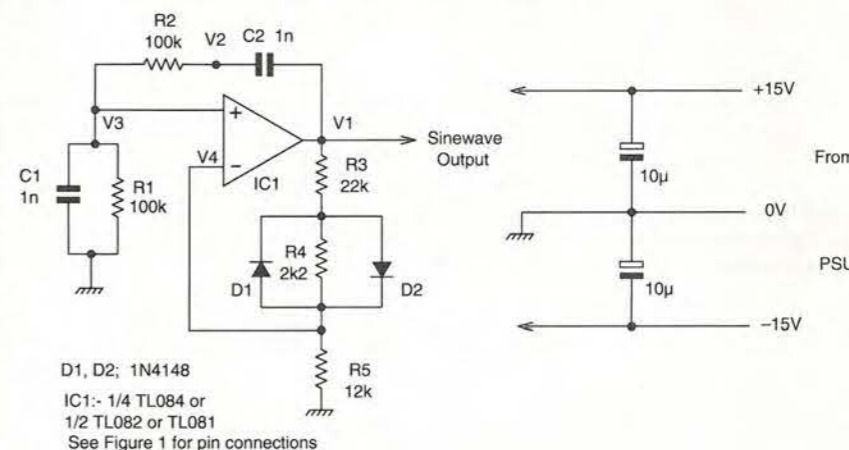 R2
100k
V2
C2 1n
V3
V1
Sinewave
Output
V4
IC1
+
−
C1
1n
R1
100k
R3
22k
R4
2k2
D1
D2
R5
12k
D1, D2; 1N4148
IC1:- 1/4 TL084 or
1/2 TL082 or TL081
See Figure 1 for pin connections
+15V
10µ
From
0V
PSU
10µ
−15V